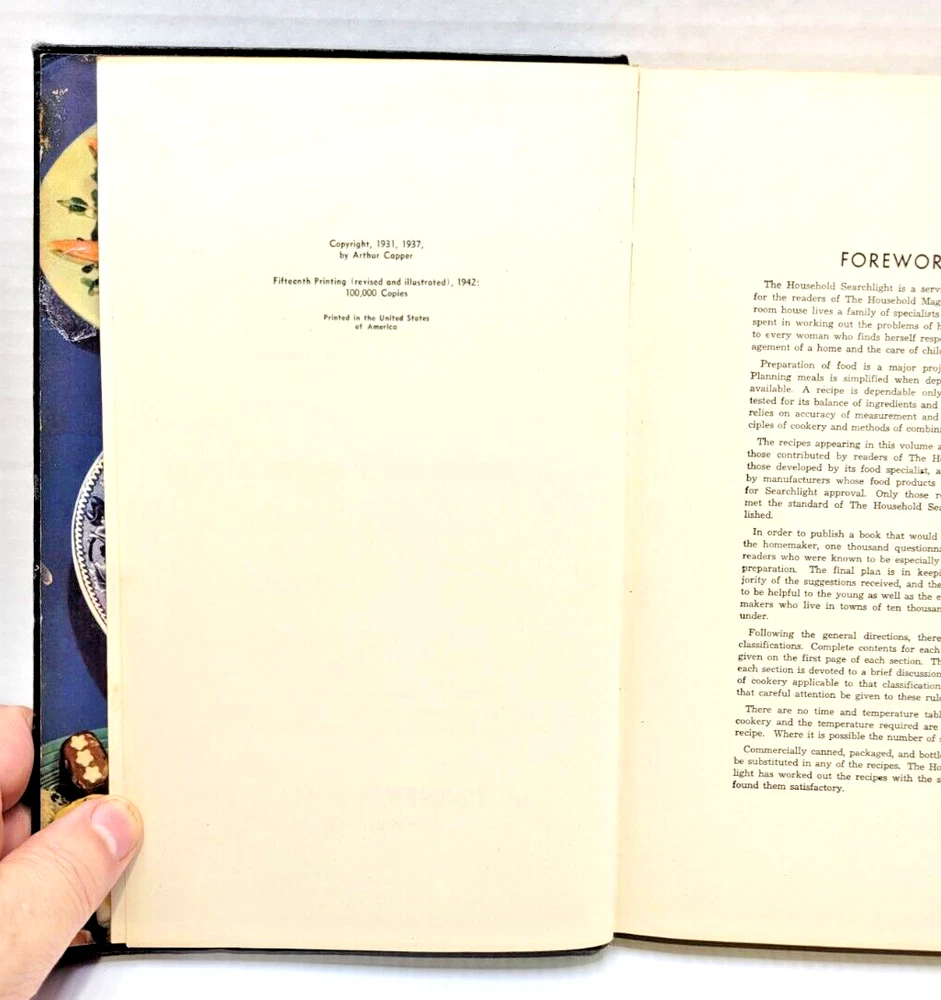 Copyright, 1931, 1937,
by Arthur Capper
Fifteenth Printing (revised and illustrated), 1942:
100,000 Copies
Printed in the United States
of America
FOREWOR
The Household Searchlight is a serv
for the readers of The Household Mag
room house lives a family of specialists
spent in working out the problems of h
to every woman who finds herself resp
agement of a home and the care of chil
Preparation of food is a major proj
Planning meals is simplified when dep
available. A recipe is dependable only
tested for its balance of ingredients and
relies on accuracy of measurement and
ciples of cookery and methods of combini
The recipes appearing in this volume a
those contributed by readers of The Ho
those developed by its food specialist, a
by manufacturers whose food products
for Searchlight approval. Only those r
met the standard of The Household Sea
lished.
In order to publish a book that would
the homemaker, one thousand questionn
readers who were known to be especially
preparation. The final plan is in keepi
jority of the suggestions received, and the
to be helpful to the young as well as the e
makers who live in towns of ten thousan
under.
Following the general directions, there
classifications. Complete contents for each
given on the first page of each section. Th
each section is devoted to a brief discussion
of cookery applicable to that classification
that careful attention be given to these rule
There are no time and temperature tabl
cookery and the temperature required are
recipe. Where it is possible the number of s
Commercially canned, packaged, and bottle
be substituted in any of the recipes. The Ho
light has worked out the recipes with the s
found them satisfactory.